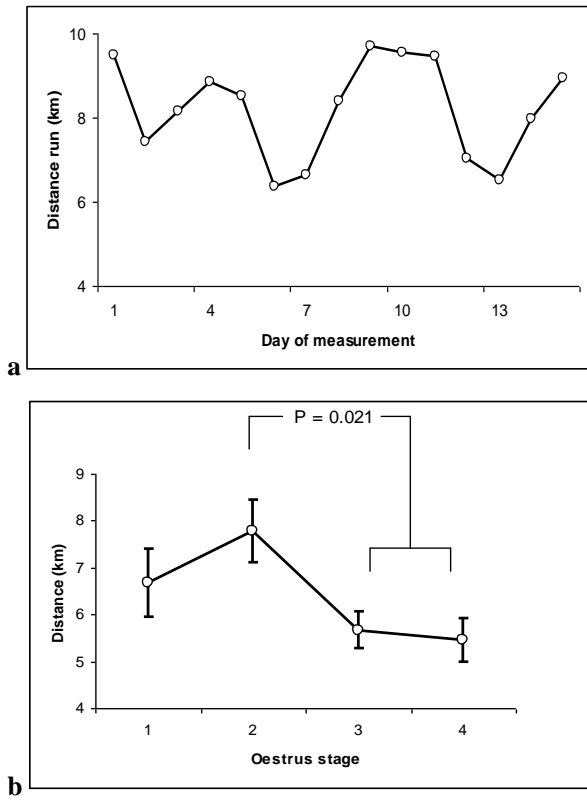 10
8
6
4
Distance run (km)
1 4 7 10 13
Day of measurement
a
P = 0.021
9
8
7
6
5
4
Distance (km)
1 2 3 4
Oestrus stage
b